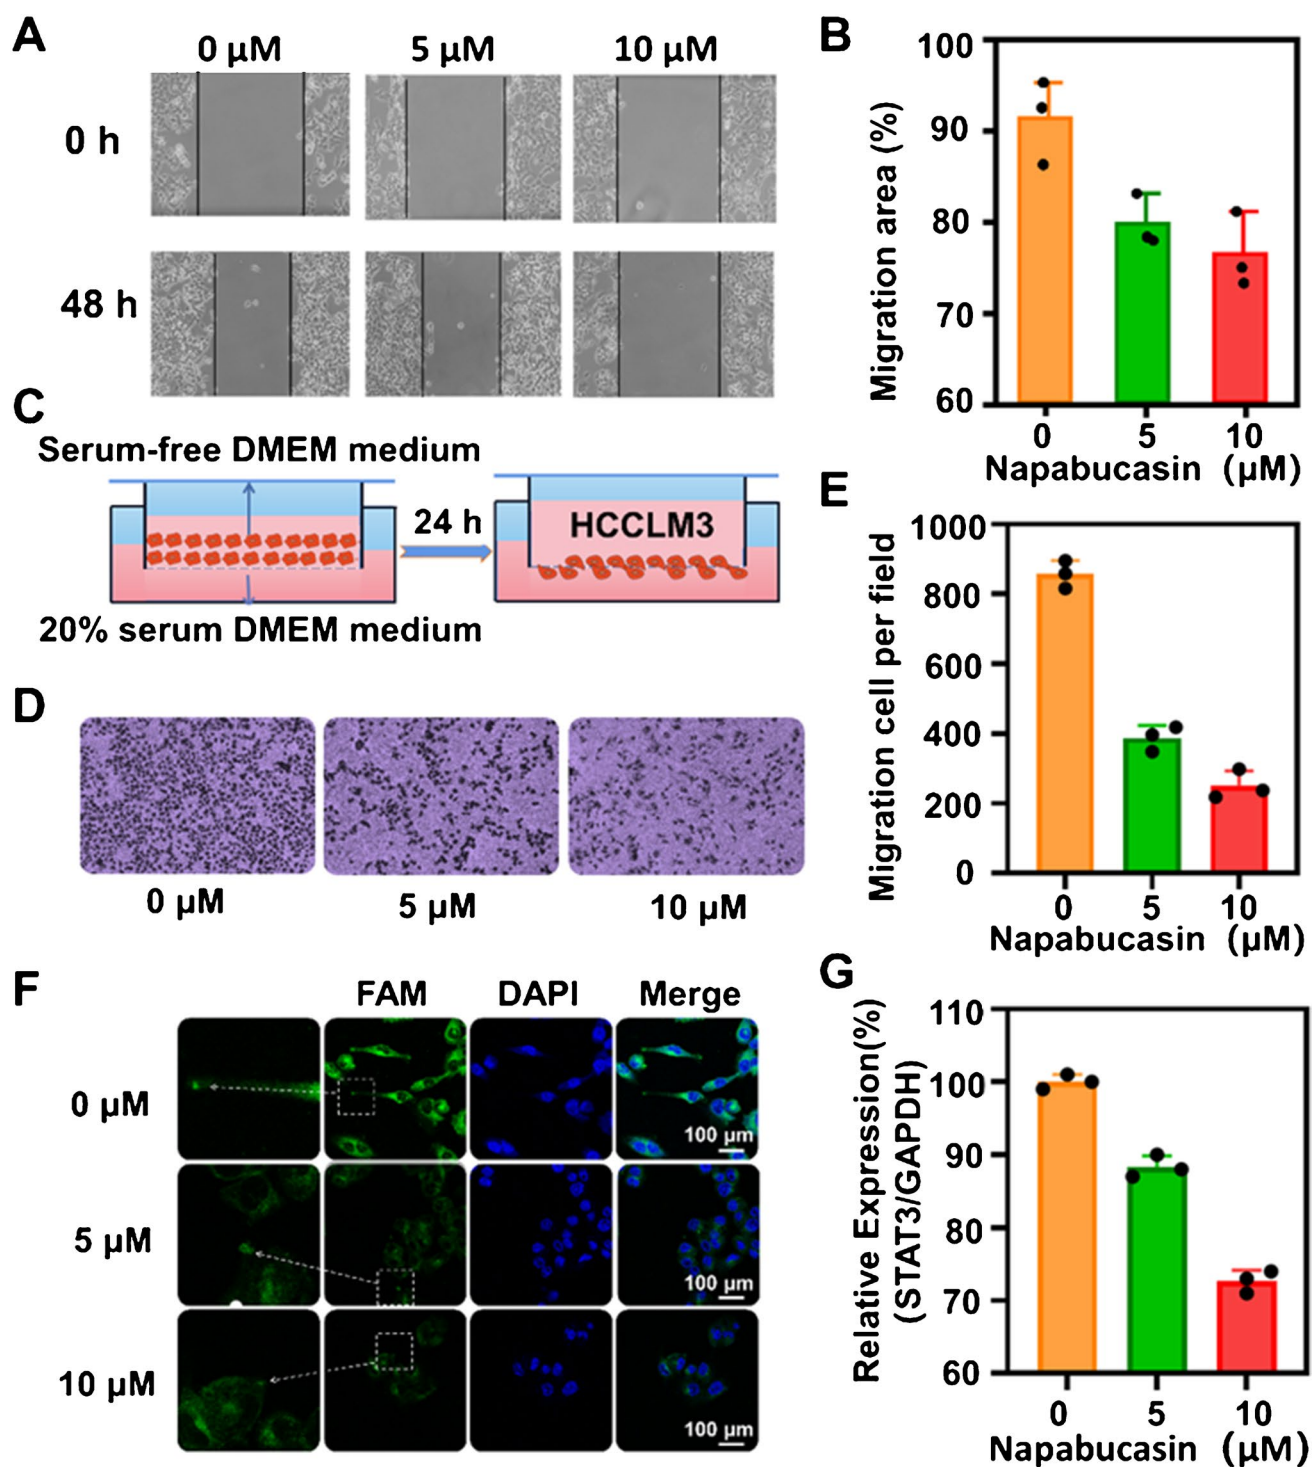 A
0 μM
5 μM
10 μM
0 h
48 h
B
100
90
80
70
60
Migration area (%)
0
5
10
Napabucasin (μM)
C
Serum-free DMEM medium
24 h
HCCLM3
20% serum DMEM medium
D
0 μM
5 μM
10 μM
E
1000
800
600
400
200
0
Migration cell per field
0
5
10
Napabucasin (μM)
F
FAM
DAPI
Merge
0 μM
100 μm
5 μM
100 μm
10 μM
100 μm
G
110
100
90
80
70
60
Relative Expression(%)
(STAT3/GAPDH)
0
5
10
Napabucasin (μM)